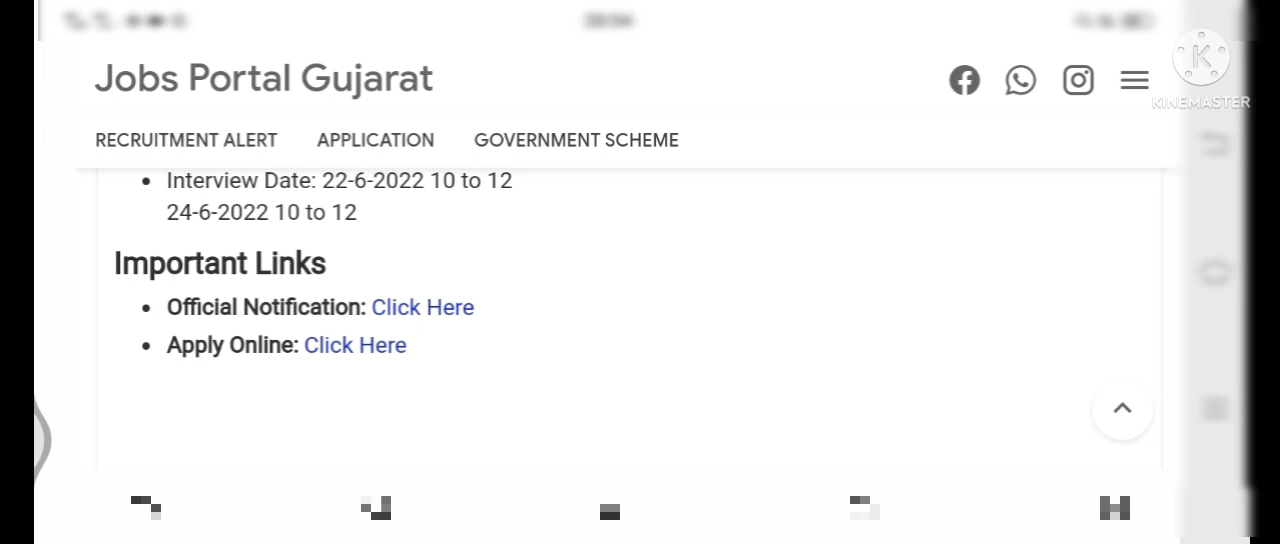 Jobs Portal Gujarat
K
KINEMASTER
RECRUITMENT ALERT APPLICATION GOVERNMENT SCHEME
• Interview Date: 22-6-2022 10 to 12
24-6-2022 10 to 12
Important Links
• Official Notification: Click Here
• Apply Online: Click Here